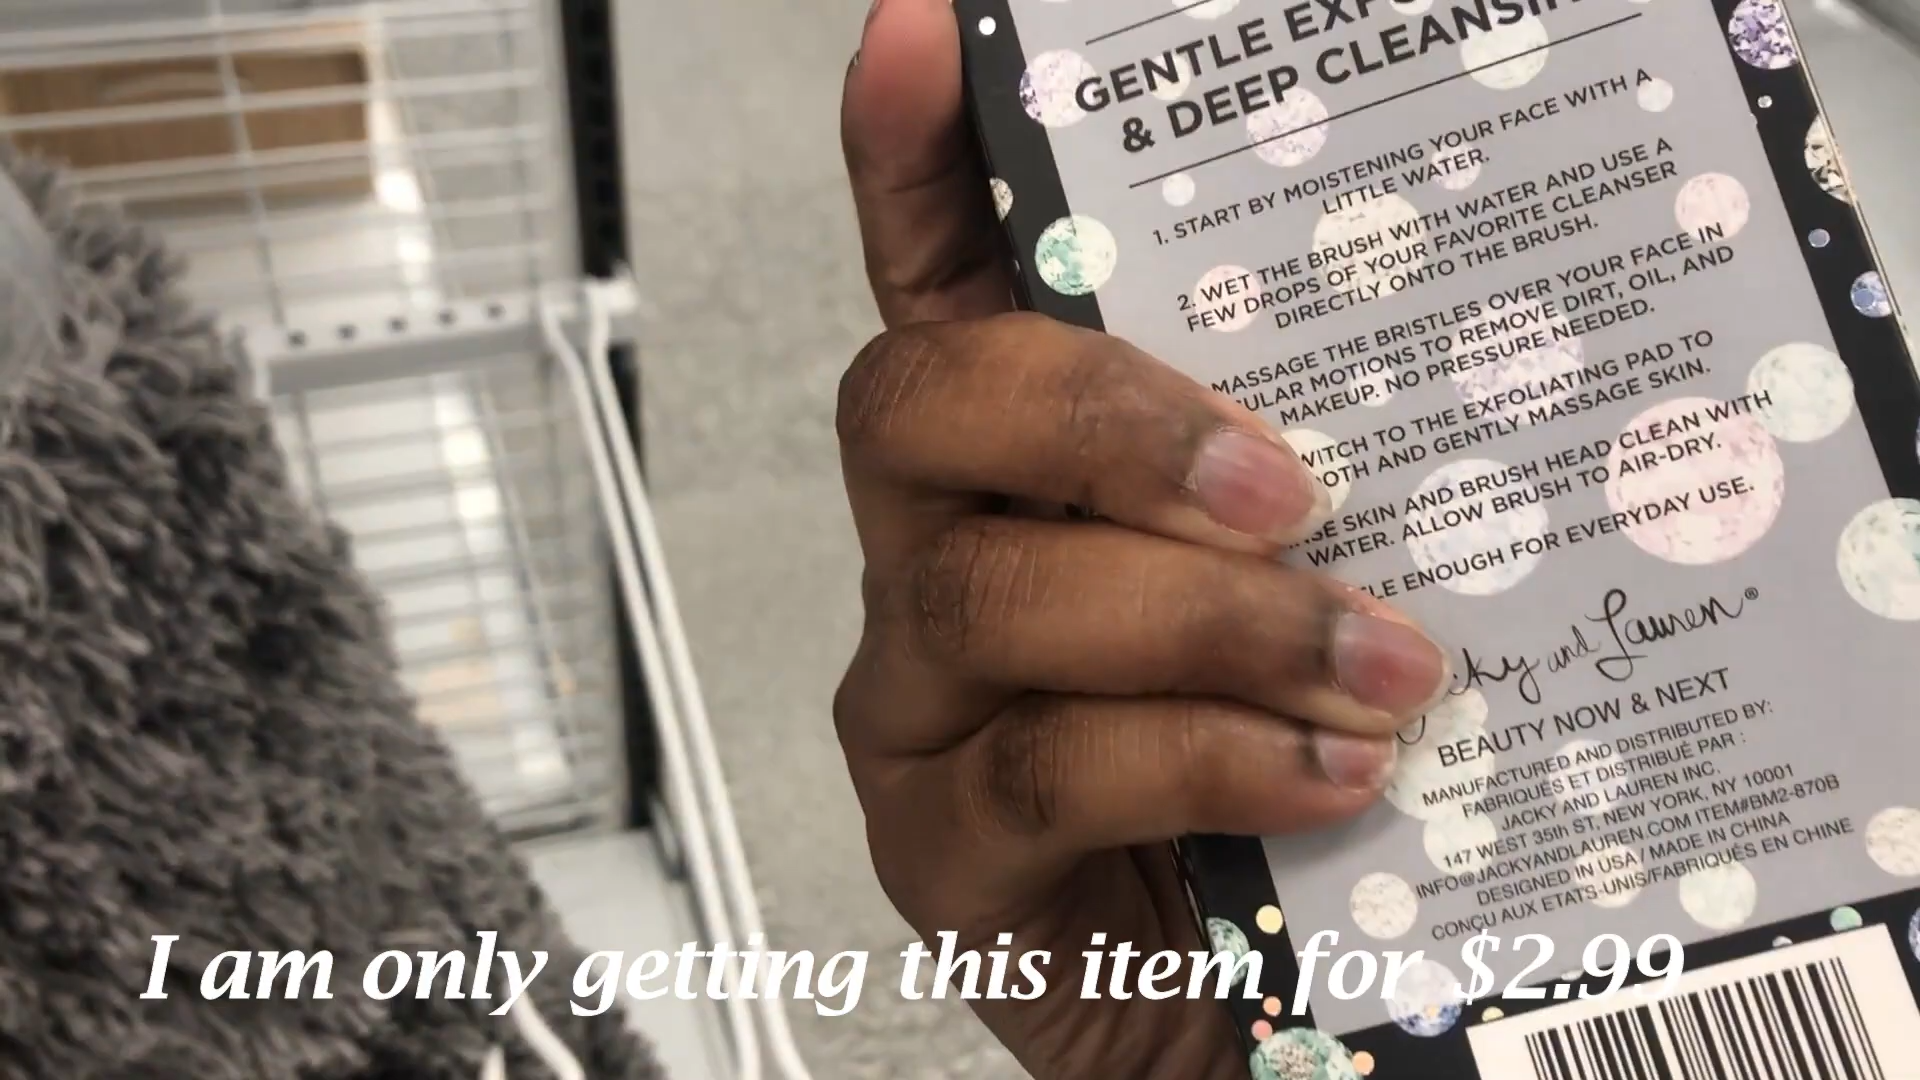 GENTLE
& DEEP
1. START BY MOISTENING YOUR FACE WITH A
LITTLE WATER.
2. WET THE BRUSH WITH WATER AND USE A
FEW DROPS OF YOUR FAVORITE CLEANSER
DIRECTLY ONTO THE BRUSH.
MASSAGE THE BRISTLES OVER YOUR FACE IN
ULAR MOTIONS TO REMOVE DIRT, OIL, AND
MAKEUP. NO PRESSURE NEEDED.
WITCH TO THE EXFOLIATING PAD TO
OTH AND GENTLY MASSAGE SKIN.
SE SKIN AND BRUSH HEAD CLEAN WITH
WATER. ALLOW BRUSH TO AIR-DRY.
LE ENOUGH FOR EVERYDAY USE.
cky and Lauren®
BEAUTY NOW & NEXT
MANUFACTURED AND DISTRIBUTED BY:
FABRIQUÉS ET DISTRIBUÉ PAR :
JACKY AND LAUREN INC.
147 WEST 35th ST, NEW YORK, NY 10001
INFO@JACKYANDLAUREN.COM ITEM#BM2-870B
DESIGNED IN USA / MADE IN CHINA
CONÇU AUX ETATS-UNIS/FABRIQUÉS EN CHINE
I am only getting this item for $2.99